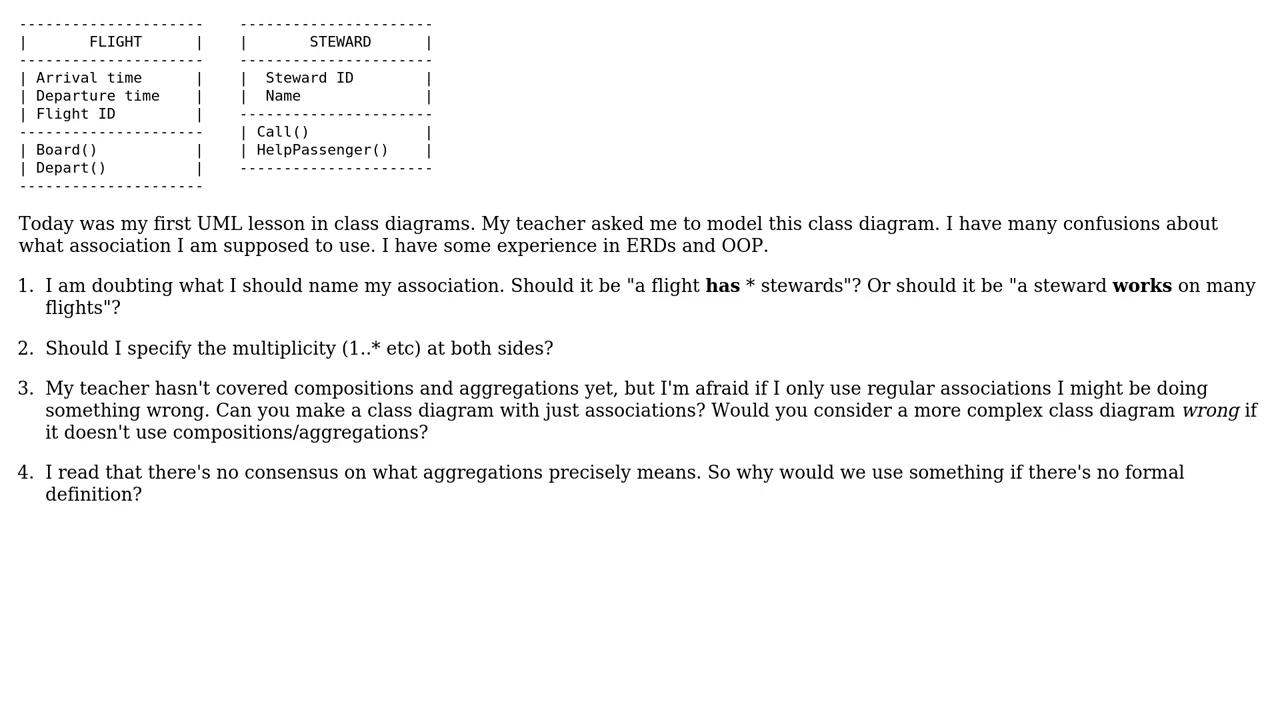 ---------------------    ----------------------
|       FLIGHT      |    |       STEWARD      |
---------------------    ----------------------
| Arrival time      |    |  Steward ID        |
| Departure time    |    |  Name              |
| Flight ID         |    ----------------------
---------------------    | Call()             |
| Board()           |    | HelpPassenger()    |
| Depart()          |    ----------------------
---------------------
Today was my first UML lesson in class diagrams. My teacher asked me to model this class diagram. I have many confusions about
what association I am supposed to use. I have some experience in ERDs and OOP.
1. I am doubting what I should name my association. Should it be "a flight has * stewards"? Or should it be "a steward works on many
flights"?
2. Should I specify the multiplicity (1..* etc) at both sides?
3. My teacher hasn't covered compositions and aggregations yet, but I'm afraid if I only use regular associations I might be doing
something wrong. Can you make a class diagram with just associations? Would you consider a more complex class diagram wrong if
it doesn't use compositions/aggregations?
4. I read that there's no consensus on what aggregations precisely means. So why would we use something if there's no formal
definition?